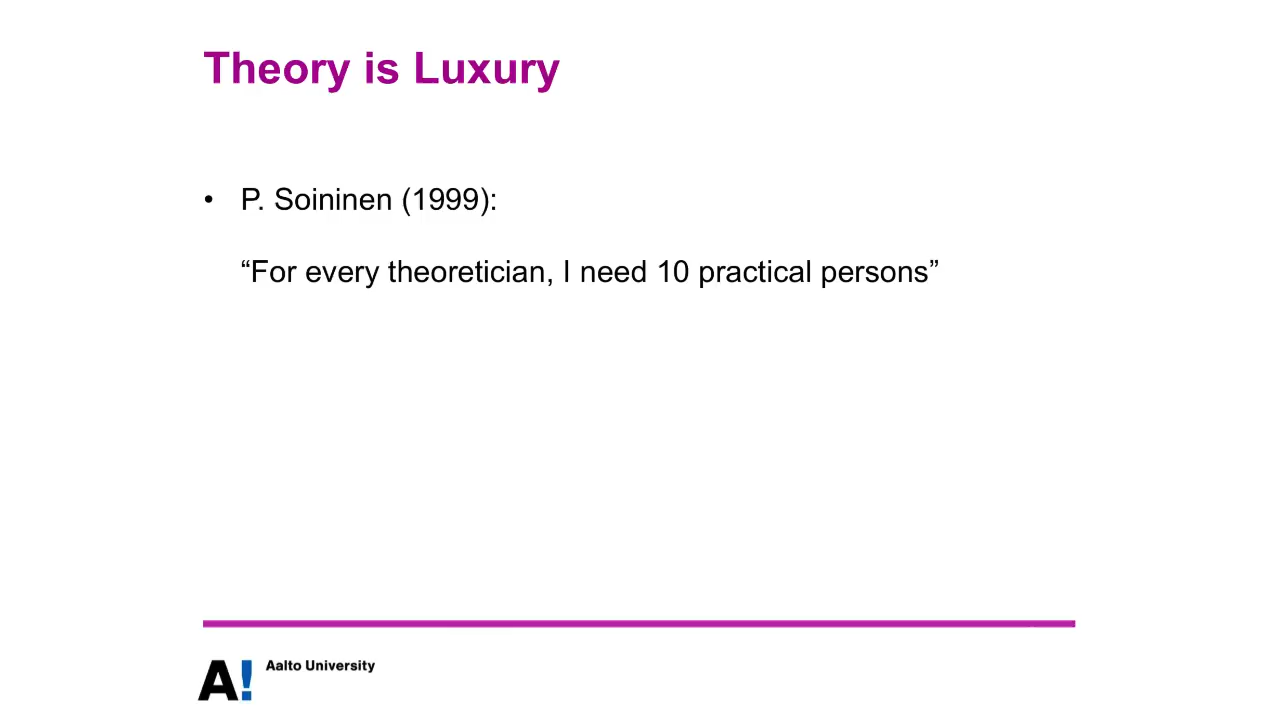 Theory is Luxury
• P. Soininen (1999):
“For every theoretician, I need 10 practical persons”
A! Aalto University